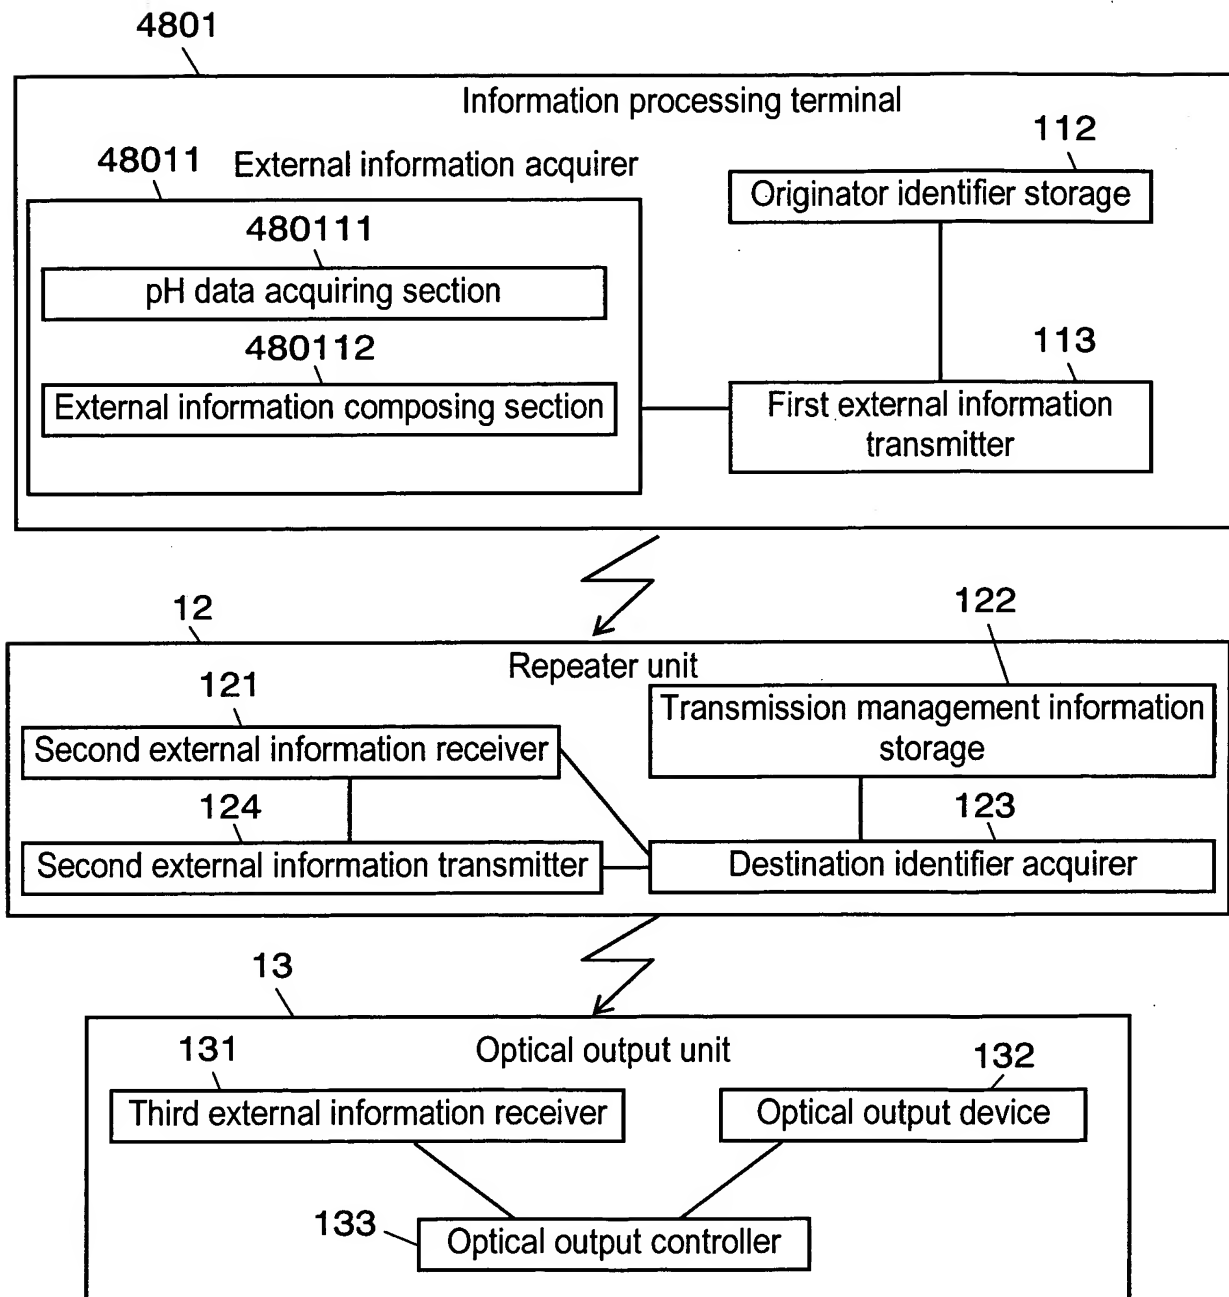 4801
Information processing terminal
48011
External information acquirer
112
Originator identifier storage
480111
pH data acquiring section
480112
External information composing section
113
First external information
transmitter
12
Repeater unit
122
121
Transmission management information
storage
Second external information receiver
124
123
Second external information transmitter
Destination identifier acquirer
13
Optical output unit
131
132
Third external information receiver
Optical output device
133
Optical output controller